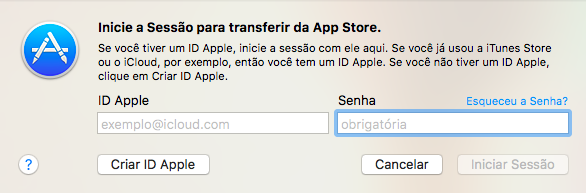 Inicie a Sessão para transferir da App Store.
Se você tiver um ID Apple, inicie a sessão com ele aqui. Se você já usou a iTunes Store
ou o iCloud, por exemplo, então você tem um ID Apple. Se você não tiver um ID Apple,
clique em Criar ID Apple.
ID Apple
Senha
Esqueceu a Senha?
exemplo@icloud.com
obrigatória
?
Criar ID Apple
Cancelar
Iniciar Sessão